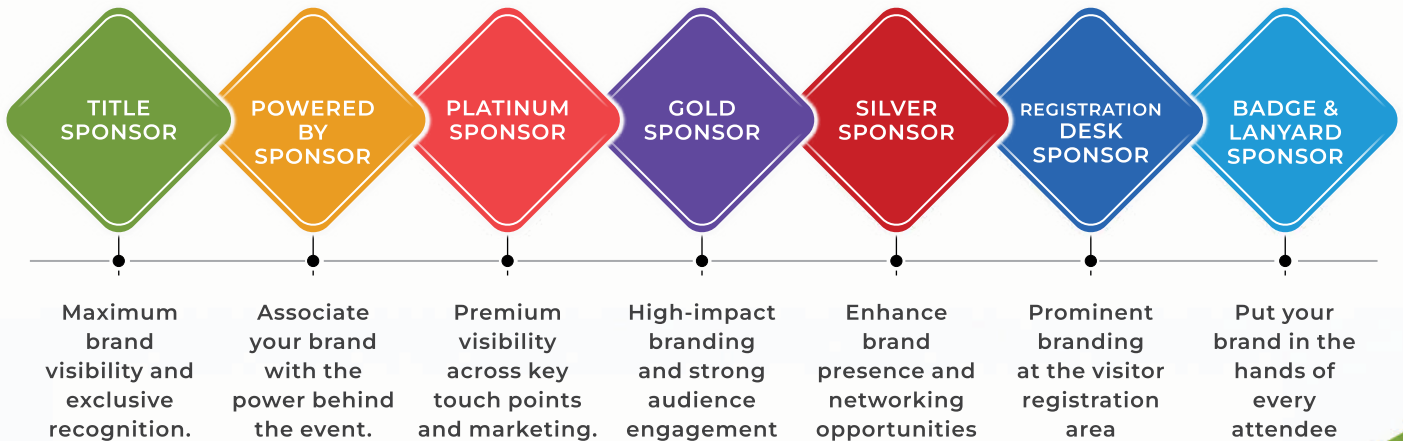 TITLE
SPONSOR
Maximum
brand
visibility and
exclusive
recognition.
POWERED
BY
SPONSOR
Associate
your brand
with the
power behind
the event.
PLATINUM
SPONSOR
Premium
visibility
across key
touch points
and marketing.
GOLD
SPONSOR
High-impact
branding
and strong
audience
engagement
SILVER
SPONSOR
Enhance
brand
presence and
networking
opportunities
REGISTRATION
DESK
SPONSOR
Prominent
branding
at the visitor
registration
area
BADGE &
LANYARD
SPONSOR
Put your
brand in the
hands of
every
attendee